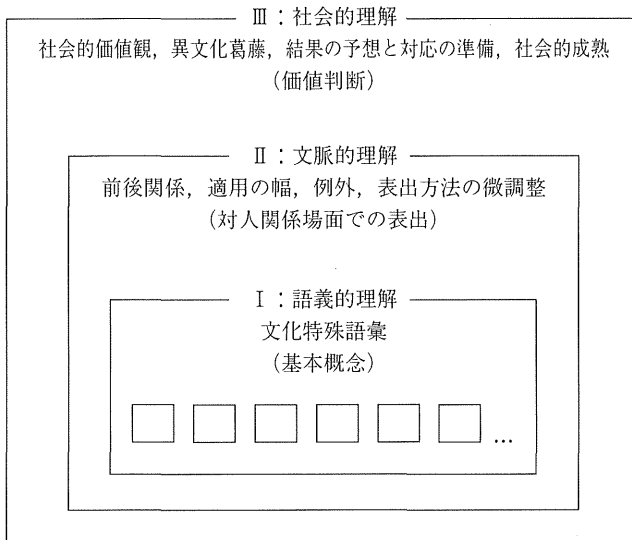 Ⅲ：社会的理解
社会的価値観，異文化葛藤，結果の予想と対応の準備，社会的成熟
（価値判断）
Ⅱ：文脈的理解
前後関係，適用の幅，例外，表出方法の微調整
（対人関係場面での表出）
Ⅰ：語義的理解
文化特殊語彙
（基本概念）
…